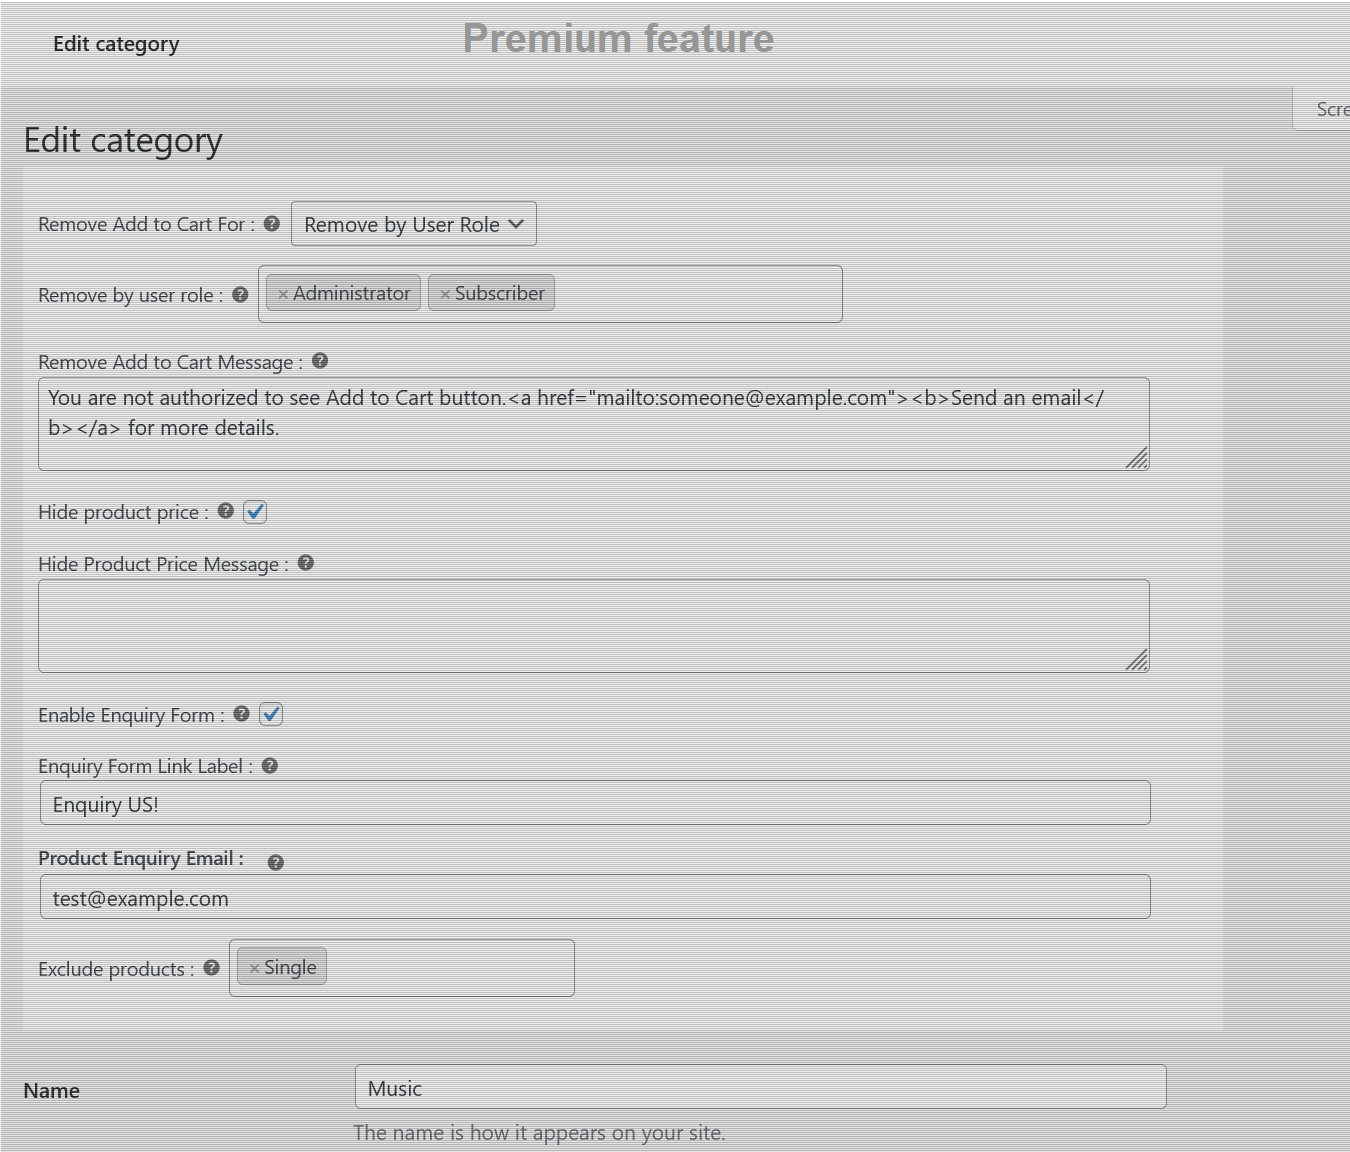 Edit category
Premium feature
Scre
Edit category
Remove Add to Cart For :
Remove by User Role
Remove by user role :
× Administrator × Subscriber
Remove Add to Cart Message :
You are not authorized to see Add to Cart button.<a href="mailto:someone@example.com"><b>Send an email</
b></a> for more details.
Hide product price :
Hide Product Price Message :
Enable Enquiry Form :
Enquiry Form Link Label :
Enquiry US!
Product Enquiry Email :
test@example.com
Exclude products :
× Single
Name
Music
The name is how it appears on your site.